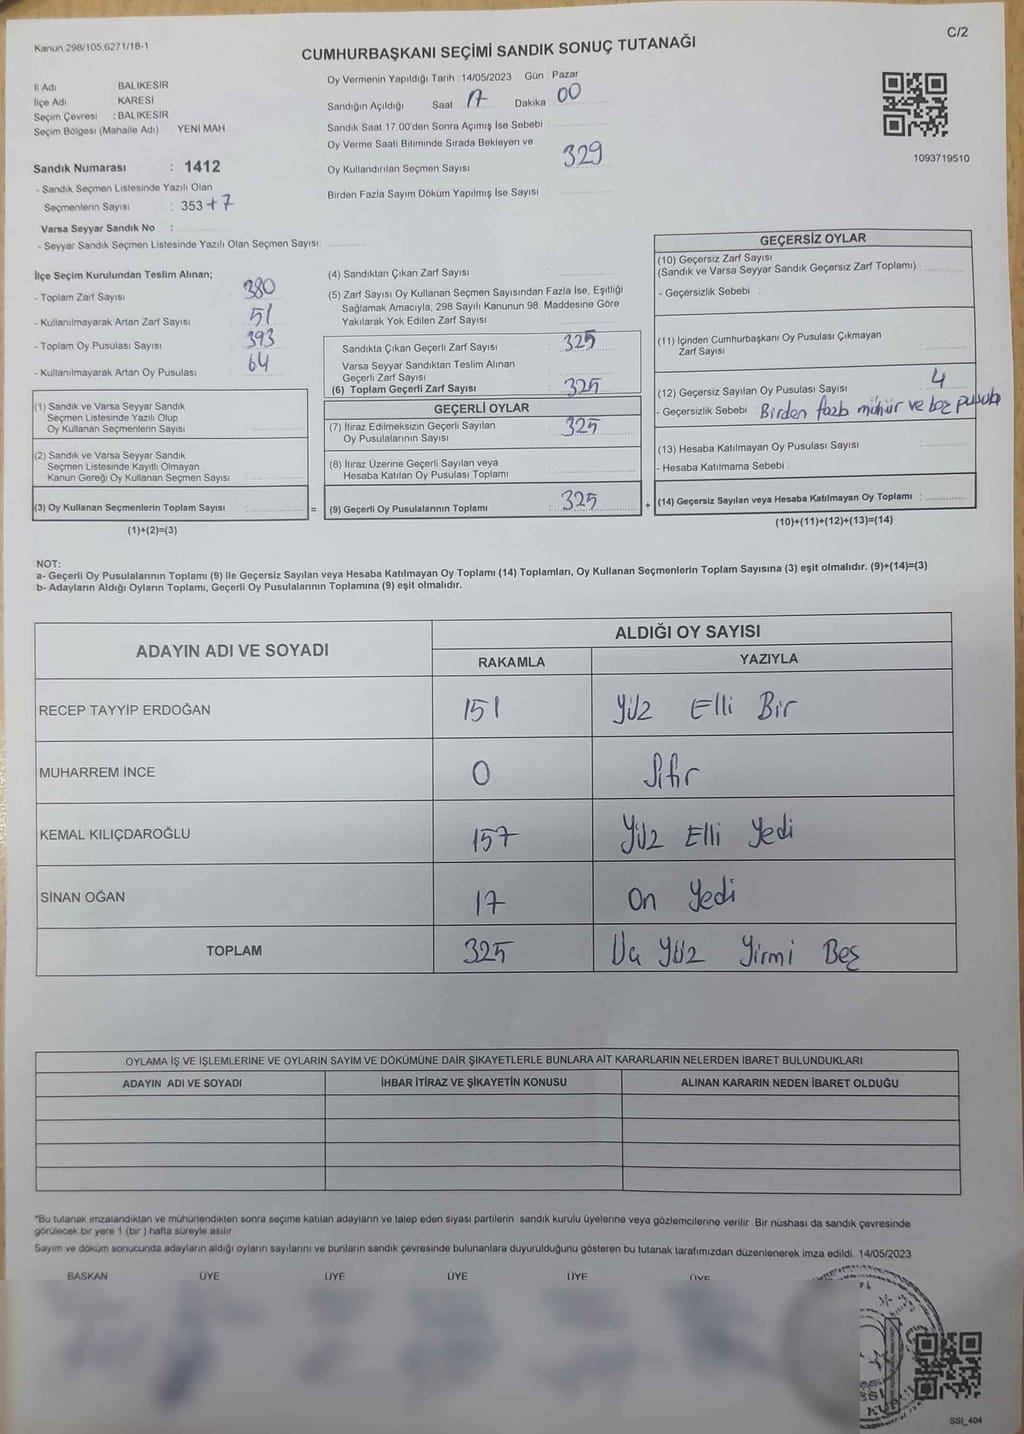 Kanun 298/105,6271/18-1
C/2
CUMHURBAŞKANI SEÇİMİ SANDIK SONUÇ TUTANAĞI
İl Adı BALIKESİR
İlçe Adı KARESİ
Seçim Çevresi : BALIKESİR
Seçim Bölgesi (Mahalle Adı) YENİ MAH
Sandık Numarası : 1412
- Sandık Seçmen Listesinde Yazılı Olan
Seçmenlerin Sayısı : 353+7
Varsa Seyyar Sandık No :
- Seyyar Sandık Seçmen Listesinde Yazılı Olan Seçmen Sayısı:
Oy Vermenin Yapıldığı Tarih : 14/05/2023 Gün : Pazar
Sandığın Açıldığı Saat 17 Dakika 00
Sandık Saat 17.00'den Sonra Açımış İse Sebebi :
Oy Verme Saati Bitiminde Sırada Bekleyen ve
Oy Kullandırılan Seçmen Sayısı 329
Birden Fazla Sayım Döküm Yapılmış İse Sayısı :
1093719510
İlçe Seçim Kurulundan Teslim Alınan;
- Toplam Zarf Sayısı : 380
- Kullanılmayarak Artan Zarf Sayısı : 51
- Toplam Oy Pusulası Sayısı : 393
- Kullanılmayarak Artan Oy Pusulası : 64
(1) Sandık ve Varsa Seyyar Sandık
Seçmen Listesinde Yazılı Olup
Oy Kullanan Seçmenlerin Sayısı :
(2) Sandık ve Varsa Seyyar Sandık
Seçmen Listesinde Kayıtlı Olmayan
Kanun Gereği Oy Kullanan Seçmen Sayısı :
(3) Oy Kullanan Seçmenlerin Toplam Sayısı : =
(1)+(2)=(3)
(4) Sandıktan Çıkan Zarf Sayısı :
(5) Zarf Sayısı Oy Kullanan Seçmen Sayısından Fazla İse, Eşitliği
Sağlamak Amacıyla, 298 Sayılı Kanunun 98. Maddesine Göre
Yakılarak Yok Edilen Zarf Sayısı :
Sandıkta Çıkan Geçerli Zarf Sayısı : 325
Varsa Seyyar Sandıktan Teslim Alınan
Geçerli Zarf Sayısı :
(6) Toplam Geçerli Zarf Sayısı : 325
GEÇERLİ OYLAR
(7) İtiraz Edilmeksizin Geçerli Sayılan
Oy Pusulalarının Sayısı : 325
(8) İtiraz Üzerine Geçerli Sayılan veya
Hesaba Katılan Oy Pusulası Toplamı :
(9) Geçerli Oy Pusulalarının Toplamı : 325 +
GEÇERSİZ OYLAR
(10) Geçersiz Zarf Sayısı
(Sandık ve Varsa Seyyar Sandık Geçersiz Zarf Toplamı) :
- Geçersizlik Sebebi :
(11) İçinden Cumhurbaşkanı Oy Pusulası Çıkmayan
Zarf Sayısı :
(12) Geçersiz Sayılan Oy Pusulası Sayısı : 4
- Geçersizlik Sebebi : Birden fazla mühür ve boş pusula
(13) Hesaba Katılmayan Oy Pusulası Sayısı :
- Hesaba Katılmama Sebebi :
(14) Geçersiz Sayılan veya Hesaba Katılmayan Oy Toplamı :
(10)+(11)+(12)+(13)=(14)
NOT:
a- Geçerli Oy Pusulalarının Toplamı (9) ile Geçersiz Sayılan veya Hesaba Katılmayan Oy Toplamı (14) Toplamları, Oy Kullanan Seçmenlerin Toplam Sayısına (3) eşit olmalıdır. (9)+(14)=(3)
b- Adayların Aldığı Oyların Toplamı, Geçerli Oy Pusulalarının Toplamına (9) eşit olmalıdır.
ADAYIN ADI VE SOYADI ALDIĞI OY SAYISI
RAKAMLA YAZIYLA
RECEP TAYYİP ERDOĞAN 151 Yüz Elli Bir
MUHARREM İNCE 0 Sıfır
KEMAL KILIÇDAROĞLU 157 Yüz Elli Yedi
SİNAN OĞAN 17 On Yedi
TOPLAM 325 Üç Yüz Yirmi Beş
OYLAMA İŞ VE İŞLEMLERİNE VE OYLARIN SAYIM VE DÖKÜMÜNE DAİR ŞİKAYETLERLE BUNLARA AİT KARARLARIN NELERDEN İBARET BULUNDUKLARI
ADAYIN ADI VE SOYADI İHBAR İTİRAZ VE ŞİKAYETİN KONUSU ALINAN KARARIN NEDEN İBARET OLDUĞU
*Bu tutanak imzalandıktan ve mühürlendikten sonra seçime katılan adayların ve talep eden siyasi partilerin sandık kurulu üyelerine veya gözlemcilerine verilir. Bir nüshası da sandık çevresinde
görülecek bir yere 1 (bir ) hafta süreyle asılır.
Sayım ve döküm sonucunda adayların aldığı oyların sayılarını ve bunların sandık çevresinde bulunanlara duyurulduğunu gösteren bu tutanak tarafımızdan düzenlenerek imza edildi. 14/05/2023
BAŞKAN ÜYE ÜYE ÜYE ÜYE ÜYE
SSI_404